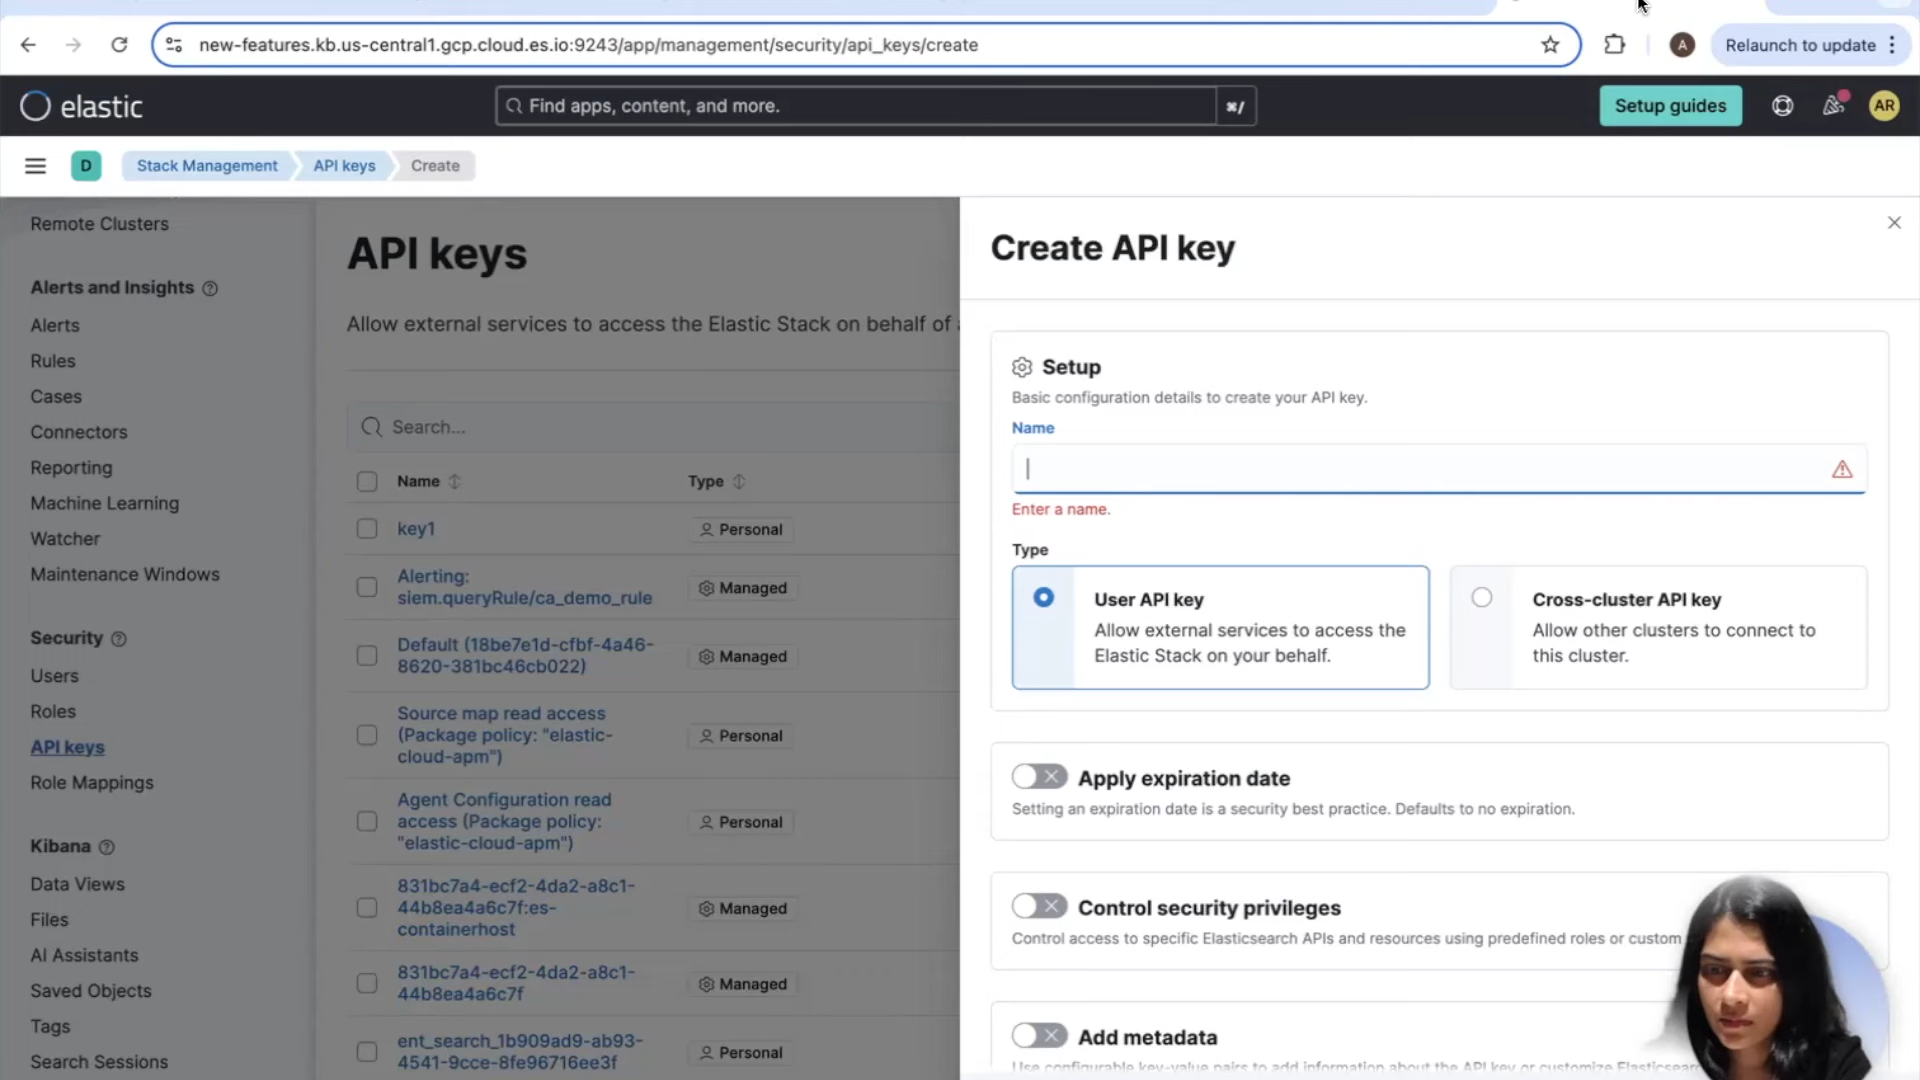 new-features.kb.us-central1.gcp.cloud.es.io:9243/app/management/security/api_keys/create
A
Relaunch to update
elastic
Find apps, content, and more.
⌘/
Setup guides
AR
D
Stack Management
API keys
Create
Remote Clusters
Alerts and Insights
Alerts
Rules
Cases
Connectors
Reporting
Machine Learning
Watcher
Maintenance Windows
Security
Users
Roles
API keys
Role Mappings
Kibana
Data Views
Files
AI Assistants
Saved Objects
Tags
Search Sessions
API keys
Allow external services to access the Elastic Stack on behalf of
Search...
Name
Type
key1
Personal
Alerting:
siem.queryRule/ca_demo_rule
Managed
Default (18be7e1d-cfbf-4a46-
8620-381bc46cb022)
Managed
Source map read access
(Package policy: "elastic-
cloud-apm")
Personal
Agent Configuration read
access (Package policy:
"elastic-cloud-apm")
Personal
831bc7a4-ecf2-4da2-a8c1-
44b8ea4a6c7f:es-
containerhost
Managed
831bc7a4-ecf2-4da2-a8c1-
44b8ea4a6c7f
Managed
ent_search_1b909ad9-ab93-
4541-9cce-8fe96716ee3f
Personal
Create API key
Setup
Basic configuration details to create your API key.
Name
Enter a name.
Type
User API key
Allow external services to access the
Elastic Stack on your behalf.
Cross-cluster API key
Allow other clusters to connect to
this cluster.
Apply expiration date
Setting an expiration date is a security best practice. Defaults to no expiration.
Control security privileges
Control access to specific Elasticsearch APIs and resources using predefined roles or custom
Add metadata
Use configurable key-value pairs to add information about the API key or customize Elasticsear